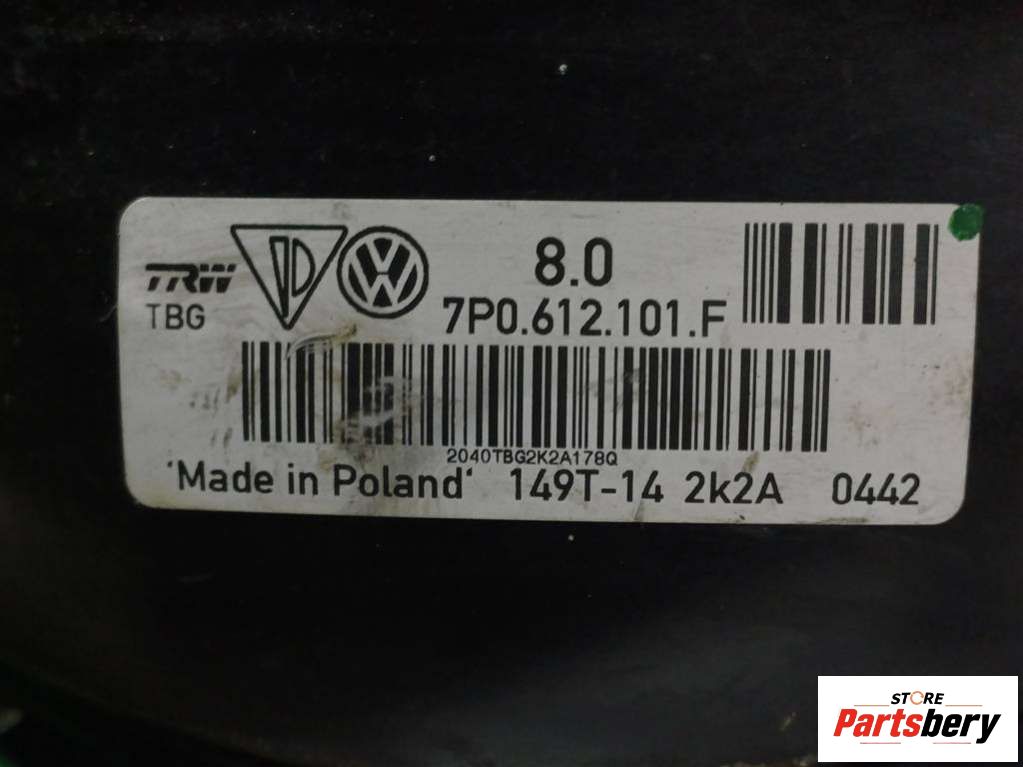 TRW
TBG
8.0
7P0.612.101.F
2040TBG2K2A178Q
'Made in Poland' 149T-14 2k2A 0442
STORE
Partsbery